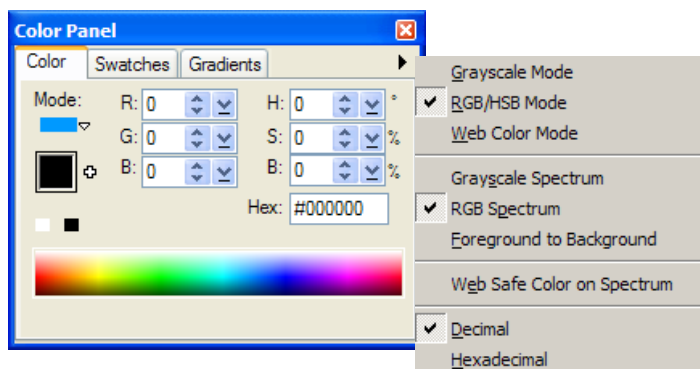 Color Panel
Color Swatches Gradients
Mode: R: 0 H: 0 °
G: 0 S: 0 %
B: 0 B: 0 %
Hex: #000000
Grayscale Mode
RGB/HSB Mode
Web Color Mode
Grayscale Spectrum
RGB Spectrum
Foreground to Background
Web Safe Color on Spectrum
Decimal
Hexadecimal